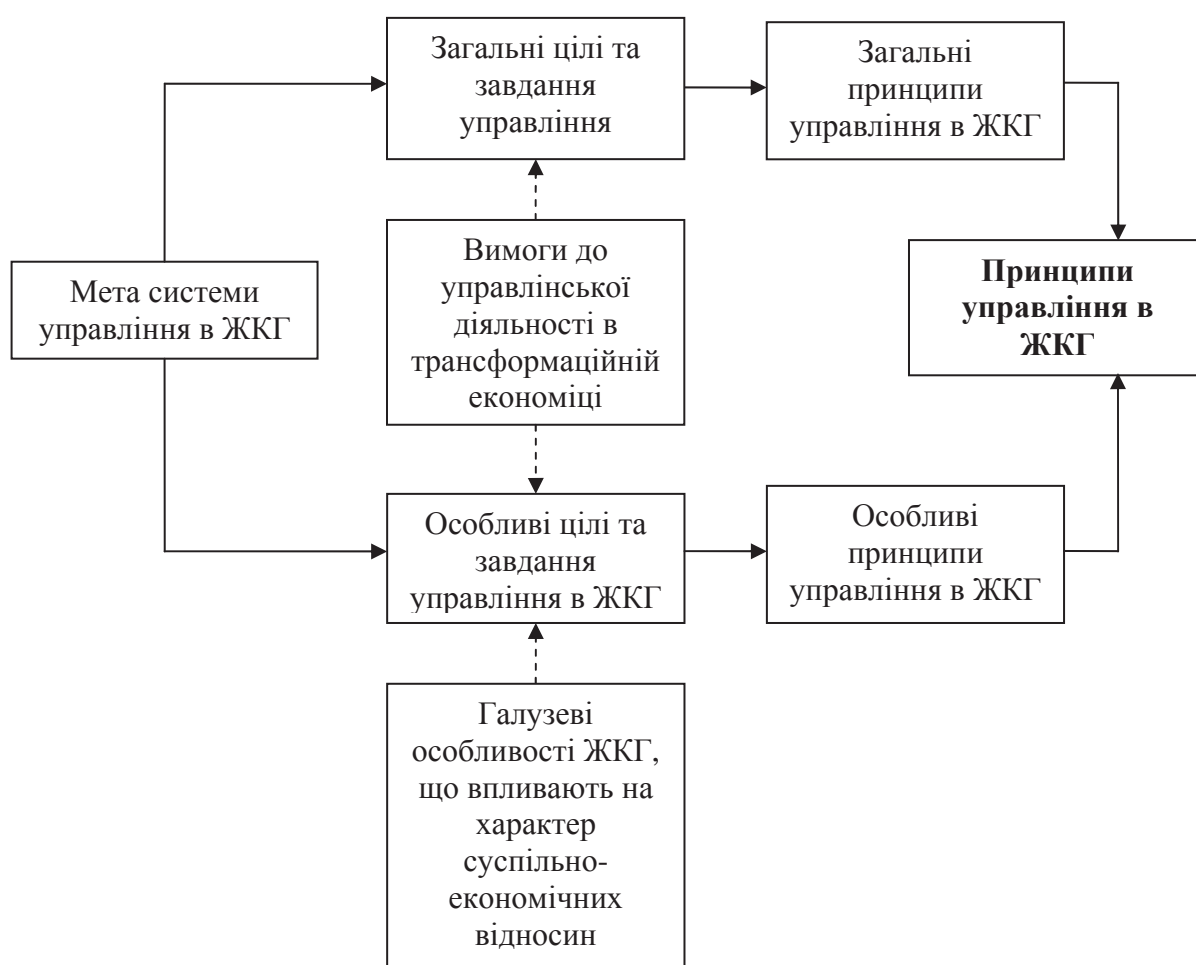 Загальні цілі та
завдання
управління
Загальні
принципи
управління в ЖКГ
Мета системи
управління в ЖКГ
Вимоги до
управлінської
діяльності в
трансформаційній
економіці
Принципи
управління в
ЖКГ
Особливі цілі та
завдання
управління в ЖКГ
Особливі
принципи
управління в ЖКГ
Галузеві
особливості ЖКГ,
що впливають на
характер
суспільно-
економічних
відносин